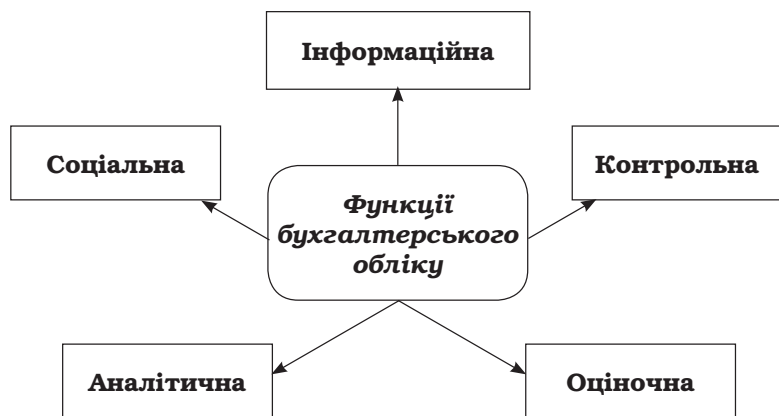 Інформаційна
Соціальна
Контрольна
Функції
бухгалтерського
обліку
Аналітична
Оціночна